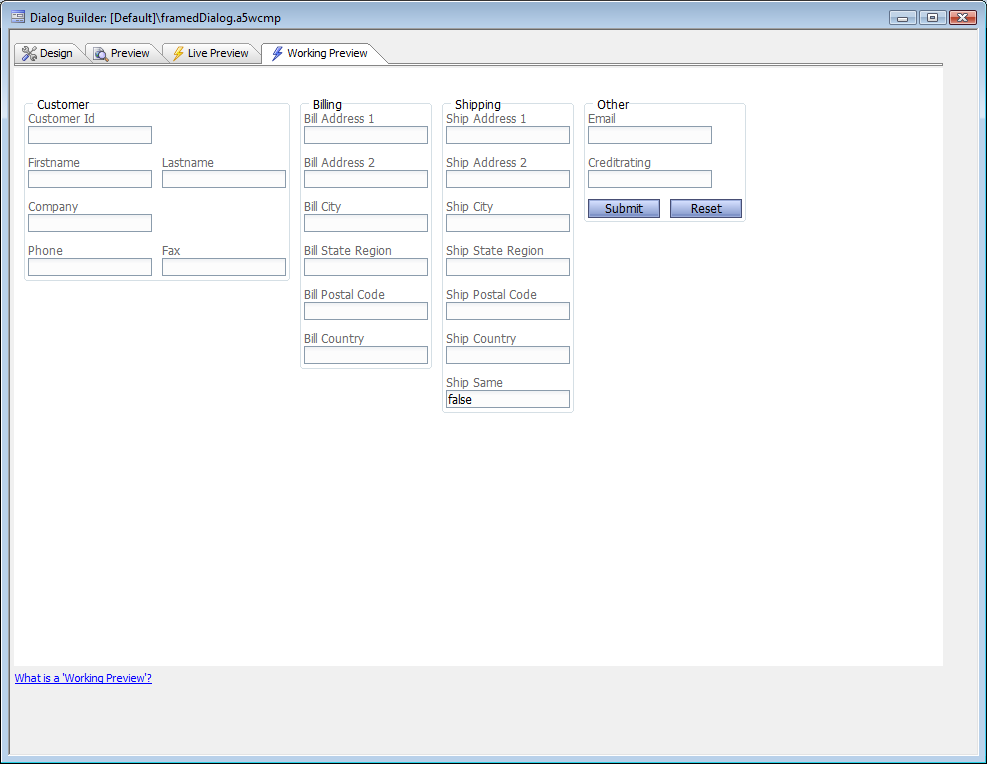 Dialog Builder: [Default]\framedDialog.a5wcmp
Design Preview Live Preview Working Preview
Customer
Customer Id
Firstname Lastname
Company
Phone Fax
Billing
Bill Address 1
Bill Address 2
Bill City
Bill State Region
Bill Postal Code
Bill Country
Shipping
Ship Address 1
Ship Address 2
Ship City
Ship State Region
Ship Postal Code
Ship Country
Ship Same
false
Other
Email
Creditrating
Submit Reset
What is a 'Working Preview'?